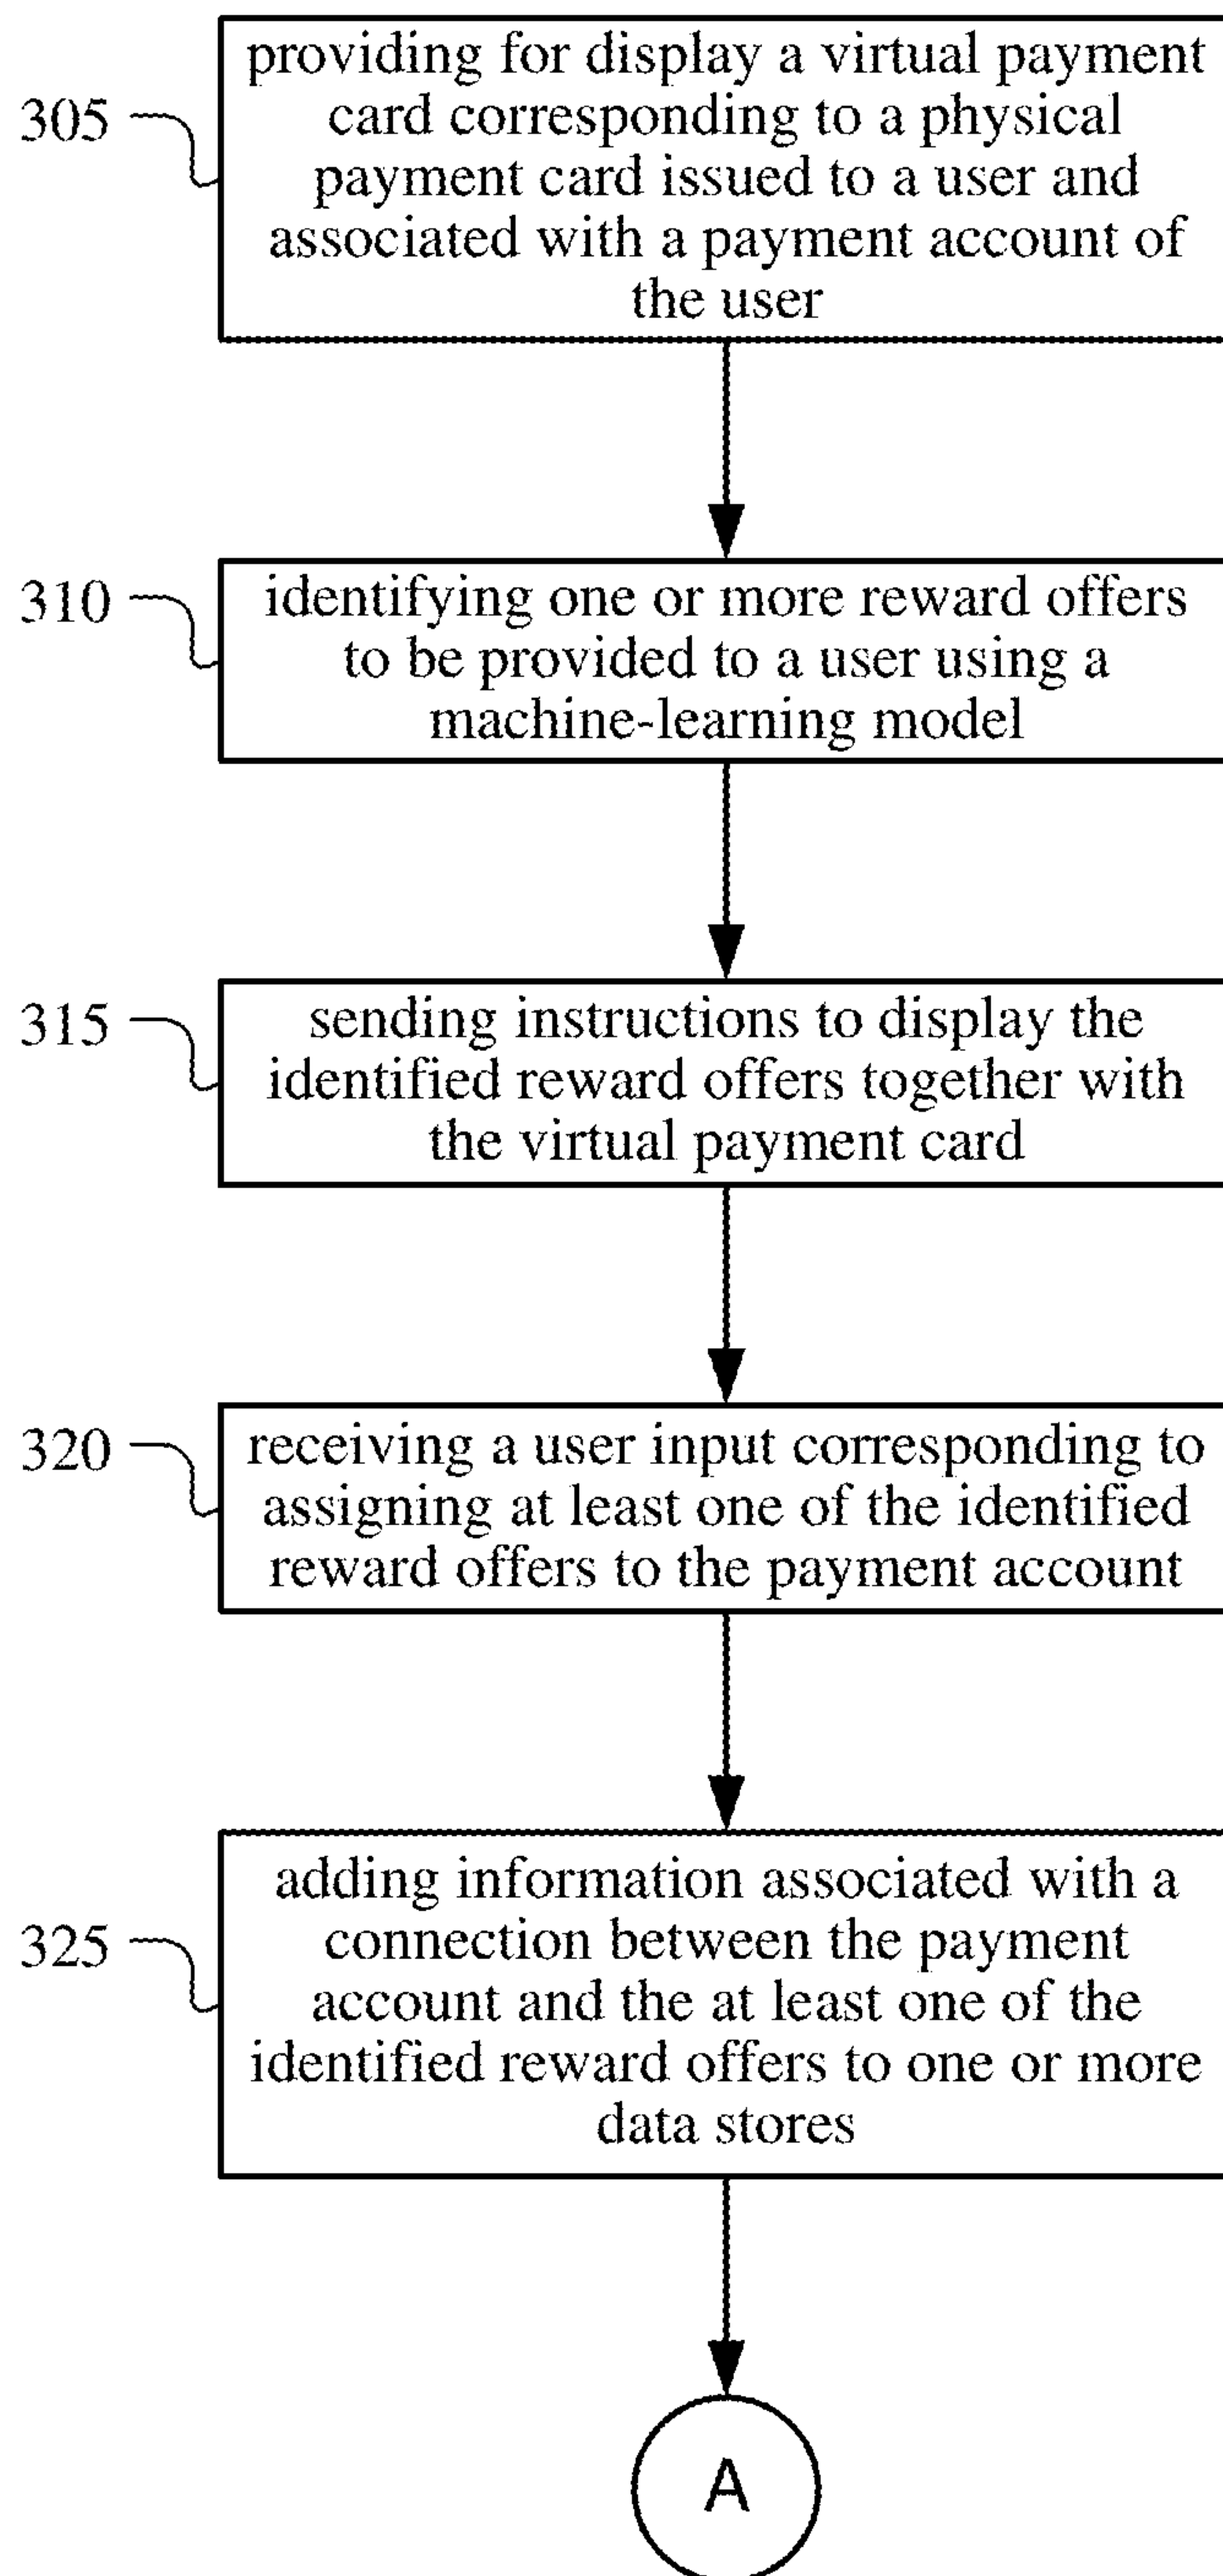 305
providing for display a virtual payment
card corresponding to a physical
payment card issued to a user and
associated with a payment account of
the user
310
identifying one or more reward offers
to be provided to a user using a
machine-learning model
315
sending instructions to display the
identified reward offers together with
the virtual payment card
320
receiving a user input corresponding to
assigning at least one of the identified
reward offers to the payment account
325
adding information associated with a
connection between the payment
account and the at least one of the
identified reward offers to one or more
data stores
A